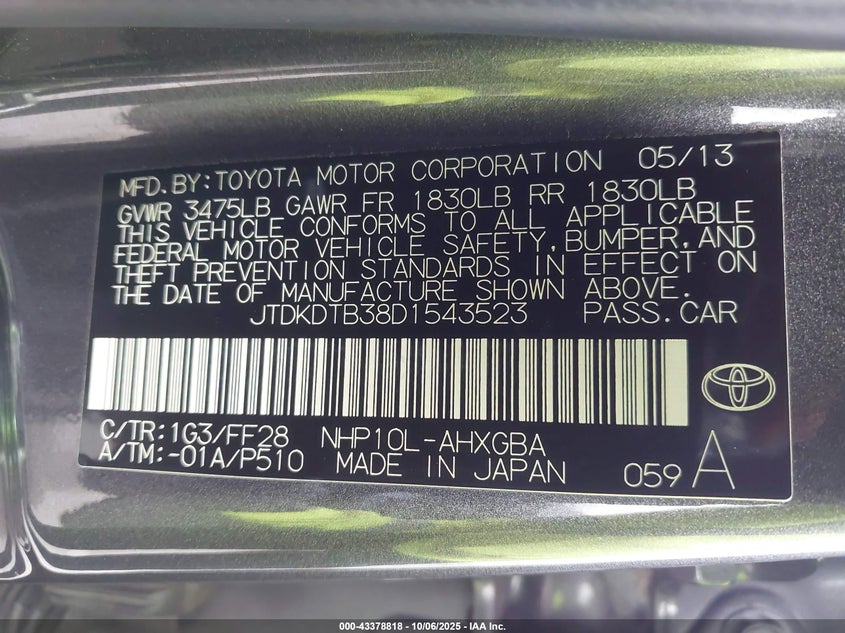 MFD.BY:TOYOTA MOTOR CORPORATION 05/13
GVWR 3475LB GAWR FR 1830LB RR 1830LB
THIS VEHICLE CONFORMS TO ALL APPLICABLE
FEDERAL MOTOR VEHICLE SAFETY,BUMPER,AND
THEFT PREVENTION STANDARDS IN EFFECT ON
THE DATE OF MANUFACTURE SHOWN ABOVE.
JTDKDTB38D1543523 PASS.CAR
C/TR:1G3/FF28 NHP10L-AHXGBA
A/TM:-01A/P510 MADE IN JAPAN 059 A
000-43378818 - 10/06/2025 - IAA Inc.